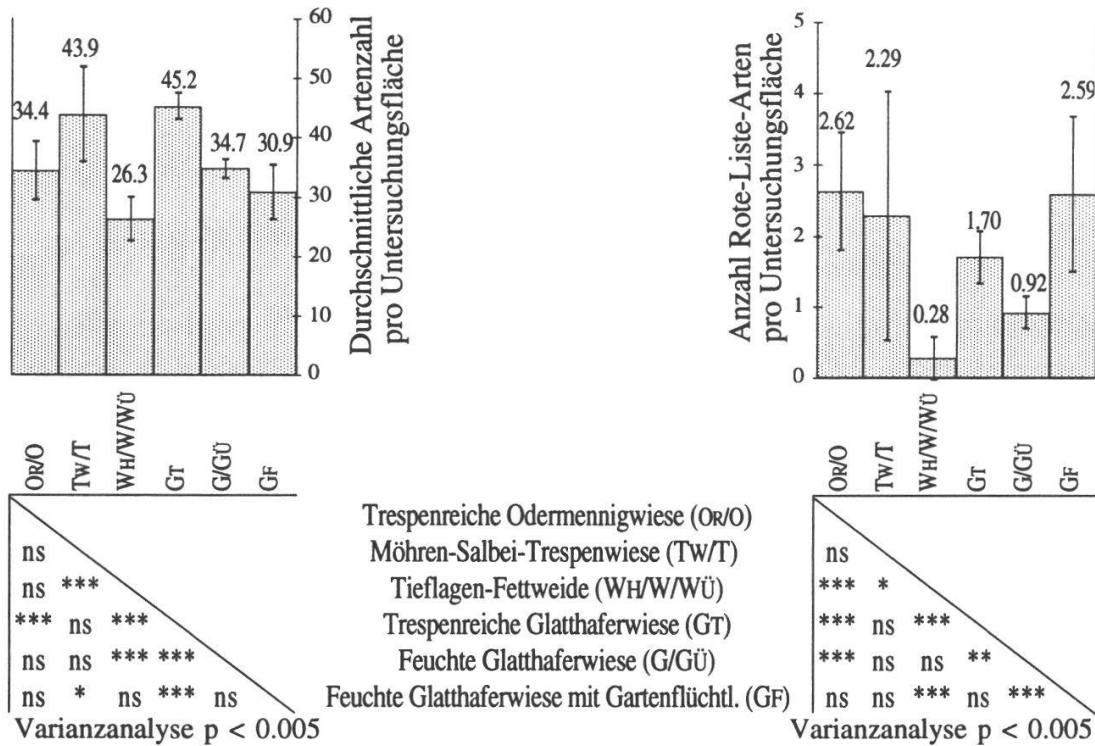 60
50
40
30
20
10
0
Durchschnittliche Artenzahl
pro Untersuchungsfläche
34.4
43.9
26.3
45.2
34.7
30.9
OR/O
TW/T
WH/W/WÜ
GT
G/GÜ
GF
5
4
3
2
1
0
Anzahl Rote-Liste-Arten
pro Untersuchungsfläche
2.62
2.29
0.28
1,70
0.92
2.59
OR/O
TW/T
WH/W/WÜ
GT
G/GÜ
GF
ns
ns ***
*** ns ***
ns ns *** ***
ns * ns *** ns
Varianzanalyse p < 0.005
Trespenreiche Odermennigwiese (OR/O)
Möhren-Salbei-Trespenwiese (TW/T)
Tieflagen-Fettweide (WH/W/WÜ)
Trespenreiche Glatthaferwiese (GT)
Feuchte Glatthaferwiese (G/GÜ)
Feuchte Glatthaferwiese mit Gartenflüchtl. (GF)
ns
*** *
*** ns ***
*** ns ns **
ns ns *** ns ***
Varianzanalyse p < 0.005